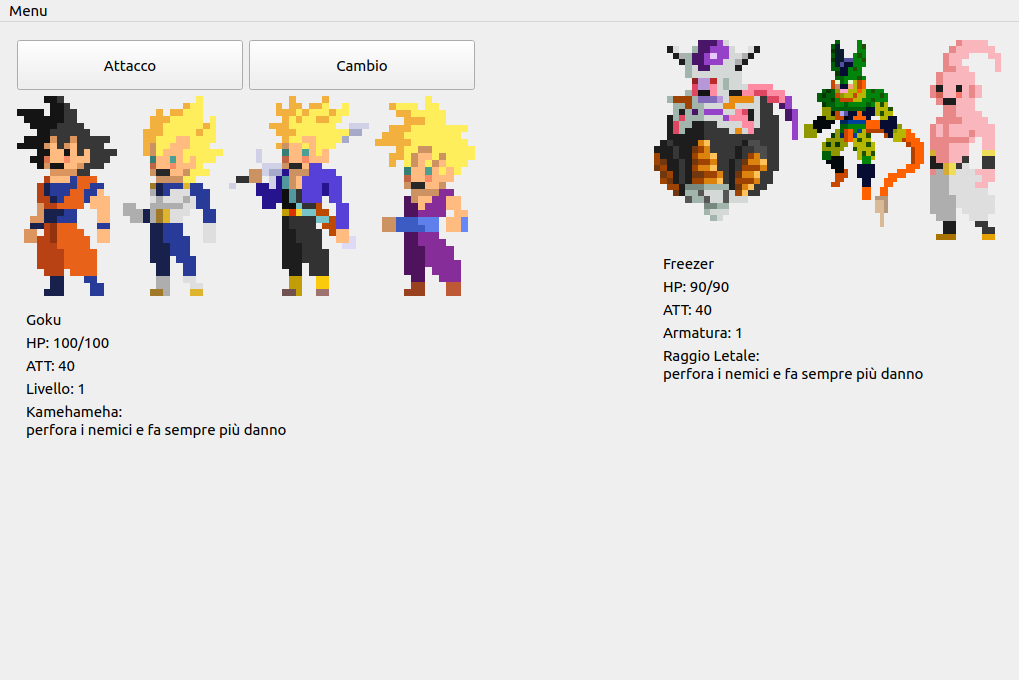 Menu
Attacco
Cambio
Goku
HP: 100/100
ATT: 40
Livello: 1
Kamehameha:
perfora i nemici e fa sempre più danno
Freezer
HP: 90/90
ATT: 40
Armatura: 1
Raggio Letale:
perfora i nemici e fa sempre più danno